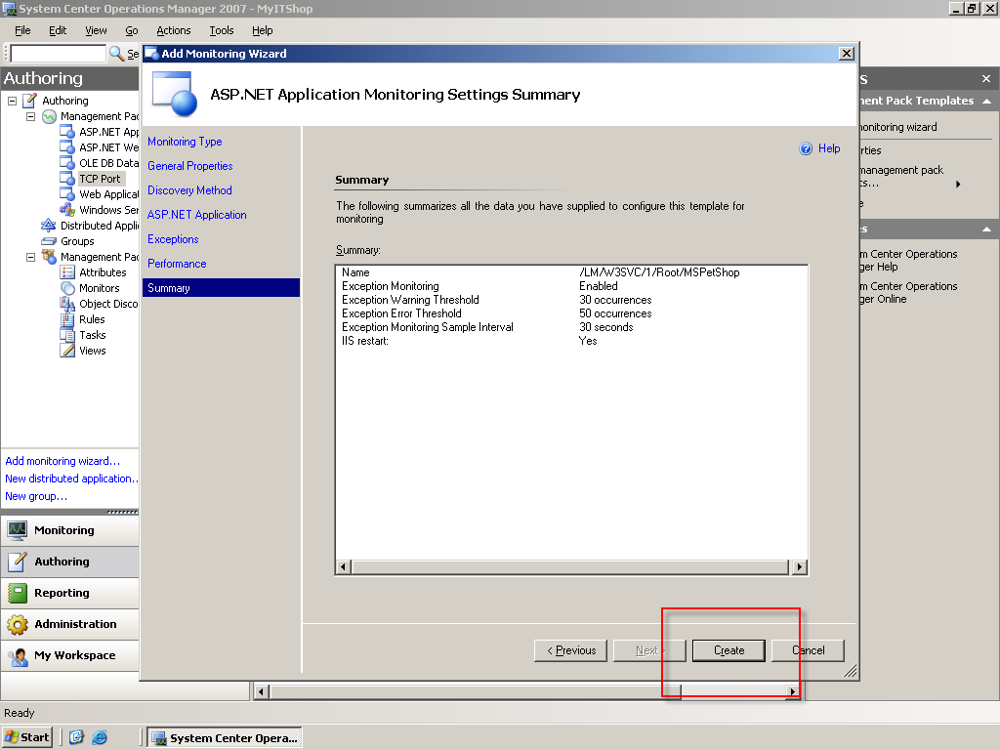 System Center Operations Manager 2007 - MyITShop
File Edit View Go Actions Tools Help
Se
Authoring
Authoring
Management Pac
ASP.NET App
ASP.NET We
OLE DB Data
TCP Port
Web Applicat
Windows Ser
Distributed Appli
Groups
Management Pac
Attributes
Monitors
Object Disco
Rules
Tasks
Views
Add monitoring wizard...
New distributed application..
New group...
Monitoring
Authoring
Reporting
Administration
My Workspace
Add Monitoring Wizard
ASP.NET Application Monitoring Settings Summary
Monitoring Type
General Properties
Discovery Method
ASP.NET Application
Exceptions
Performance
Summary
Help
Summary
The following summarizes all the data you have supplied to configure this template for
monitoring
Summary:
Name /LM/W3SVC/1/Root/MSPetShop
Exception Monitoring Enabled
Exception Warning Threshold 30 occurrences
Exception Error Threshold 50 occurrences
Exception Monitoring Sample Interval 30 seconds
IIS restart: Yes
< Previous Next > Create Cancel
s
ment Pack Templates
onitoring wizard
erties
management pack
ts...
e
es
m Center Operations
ger Help
m Center Operations
ger Online
Ready
Start System Center Opera...